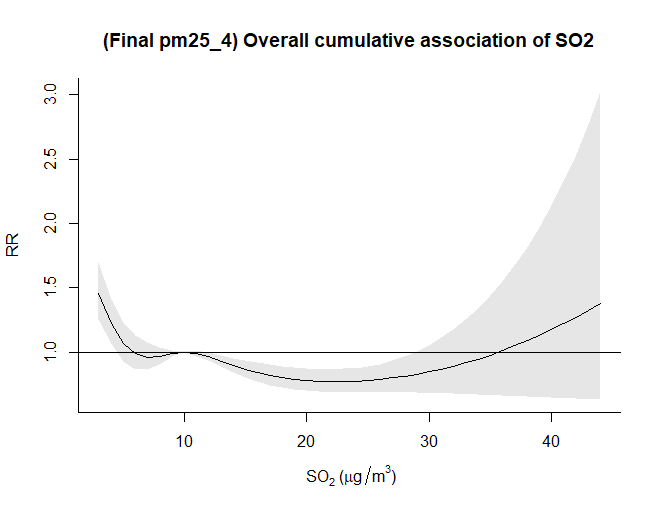 (Final pm25_4) Overall cumulative association of SO2
3.0
2.5
2.0
1.5
1.0
RR
10 20 30 40
SO₂ (μg/m³)